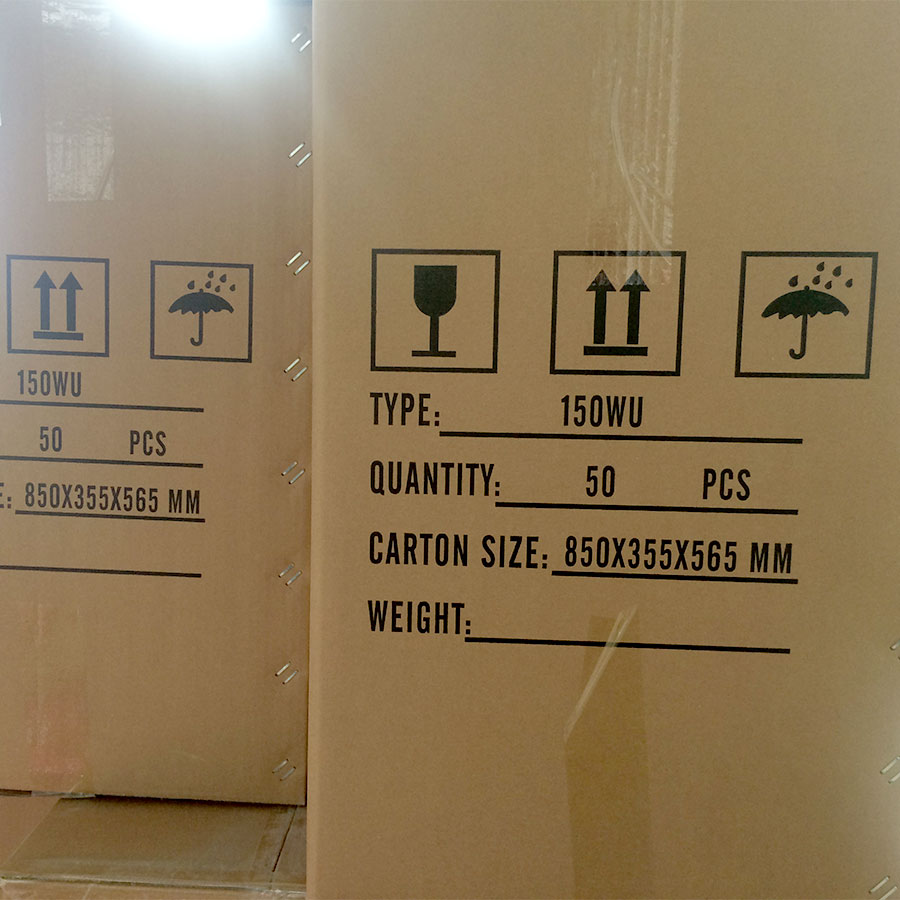 150WU
50 PCS
E: 850X355X565 MM
TYPE: 150WU
QUANTITY: 50 PCS
CARTON SIZE: 850X355X565 MM
WEIGHT: